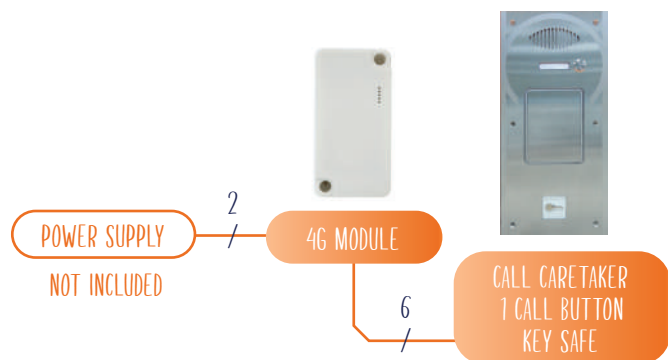 2
POWER SUPPLY
4G MODULE
NOT INCLUDED
6
CALL CARETAKER
1 CALL BUTTON
KEY SAFE